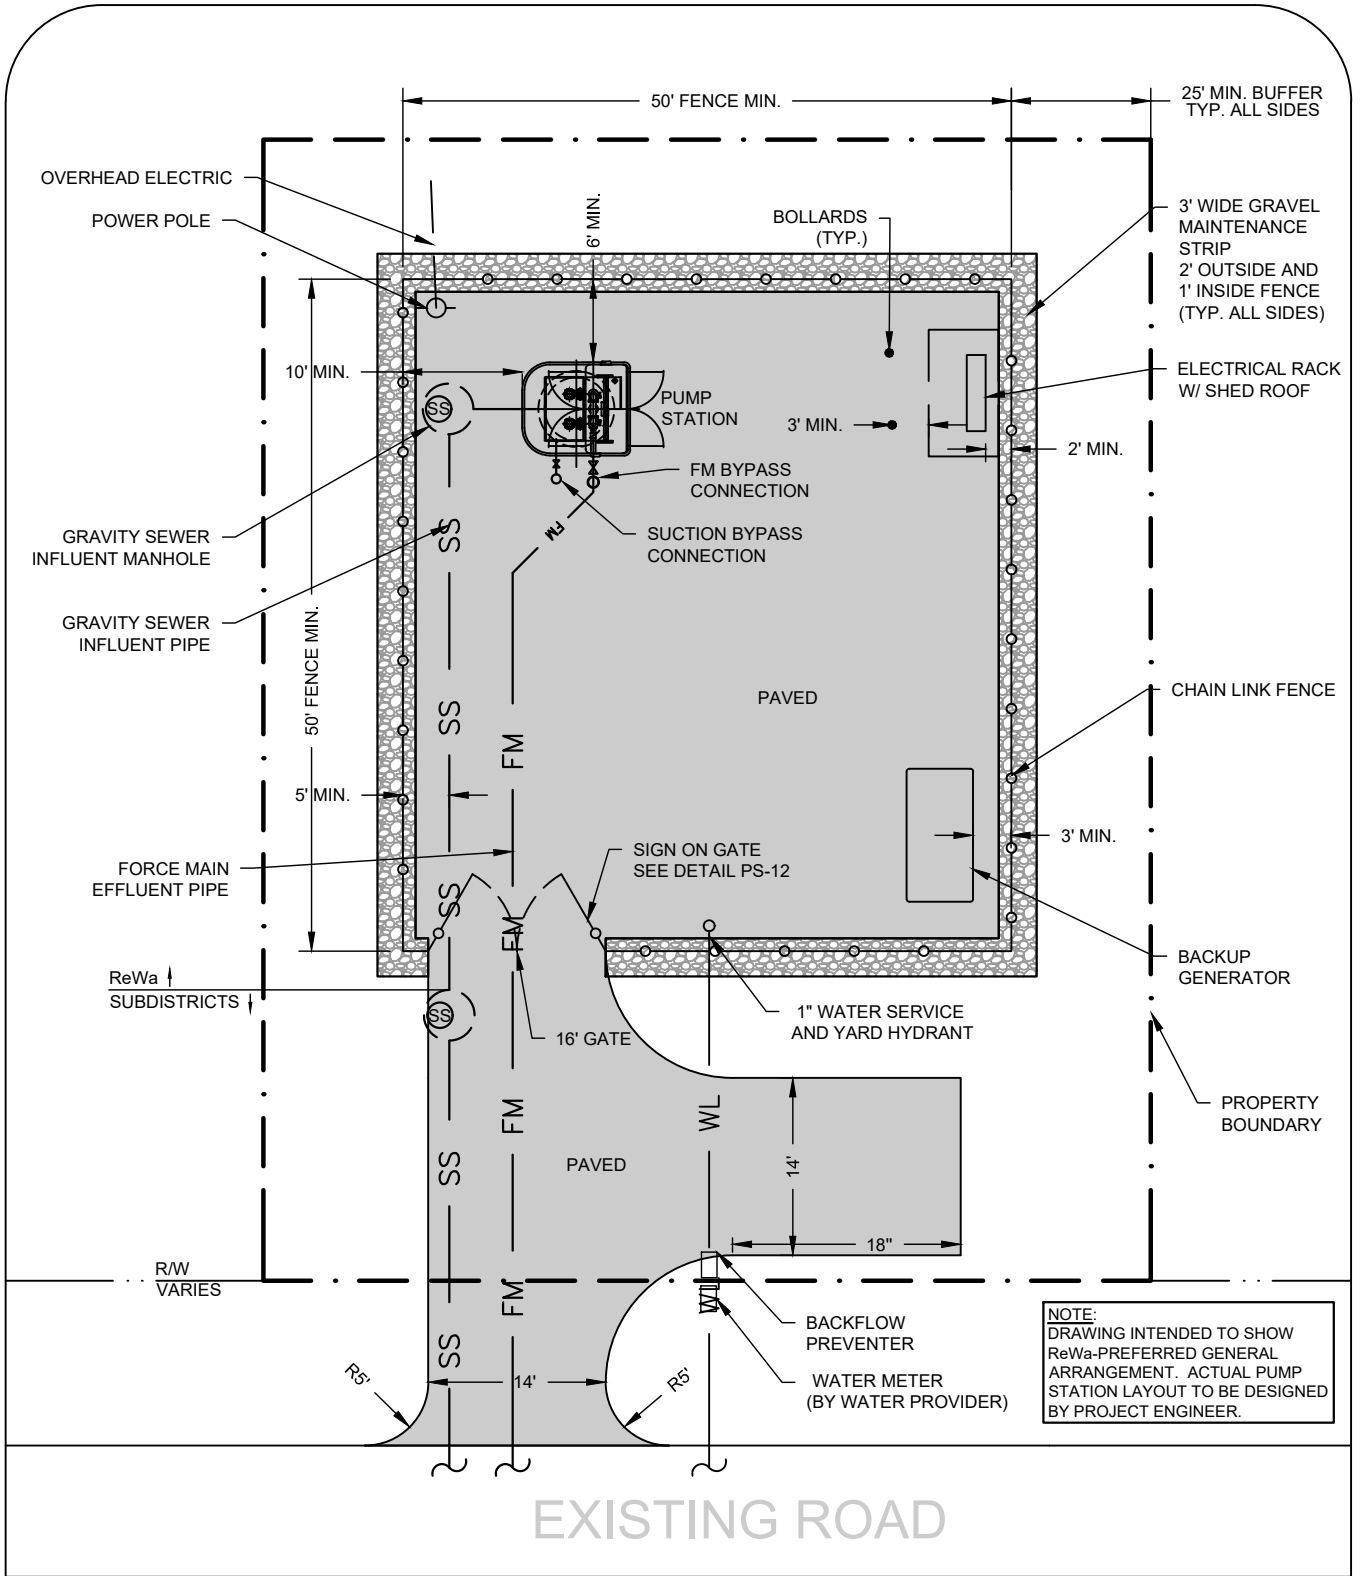 50' FENCE MIN.
25' MIN. BUFFER
TYP. ALL SIDES
OVERHEAD ELECTRIC
POWER POLE
6' MIN.
BOLLARDS
(TYP.)
3' WIDE GRAVEL
MAINTENANCE
STRIP
2' OUTSIDE AND
1' INSIDE FENCE
(TYP. ALL SIDES)
10' MIN.
ELECTRICAL RACK
W/ SHED ROOF
SS
PUMP
STATION
3' MIN.
2' MIN.
FM BYPASS
CONNECTION
SUCTION BYPASS
CONNECTION
FM
GRAVITY SEWER
INFLUENT MANHOLE
SS
GRAVITY SEWER
INFLUENT PIPE
50' FENCE MIN.
PAVED
CHAIN LINK FENCE
SS
FM
5' MIN.
3' MIN.
SIGN ON GATE
SEE DETAIL PS-12
FORCE MAIN
EFFLUENT PIPE
SS
FM
BACKUP
GENERATOR
ReWa
SUBDISTRICTS
SS
16' GATE
1" WATER SERVICE
AND YARD HYDRANT
PROPERTY
BOUNDARY
FM
WL
14'
SS
PAVED
18"
R/W
VARIES
FM
W
BACKFLOW
PREVENTER
WATER METER
(BY WATER PROVIDER)
SS
R5'
14'
R5'
NOTE:
DRAWING INTENDED TO SHOW
ReWa-PREFERRED GENERAL
ARRANGEMENT. ACTUAL PUMP
STATION LAYOUT TO BE DESIGNED
BY PROJECT ENGINEER.
EXISTING ROAD